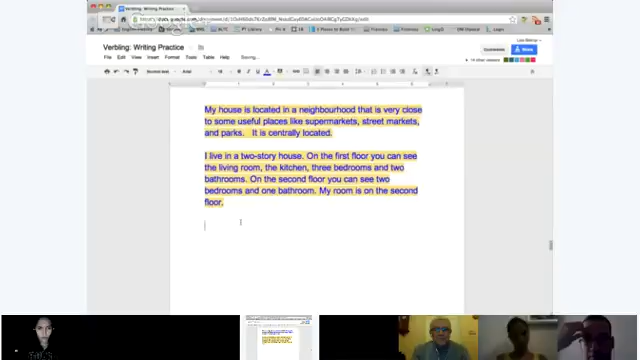 Verbling: Writing Practice
File Edit View Insert Format Tools Table Help Saving...
Comments Share
My house is located in a neighbourhood that is very close
to some useful places like supermarkets, street markets,
and parks. It is centrally located.
I live in a two-story house. On the first floor you can see
the living room, the kitchen, three bedrooms and two
bathrooms. On the second floor you can see two
bedrooms and one bathroom. My room is on the second
floor.